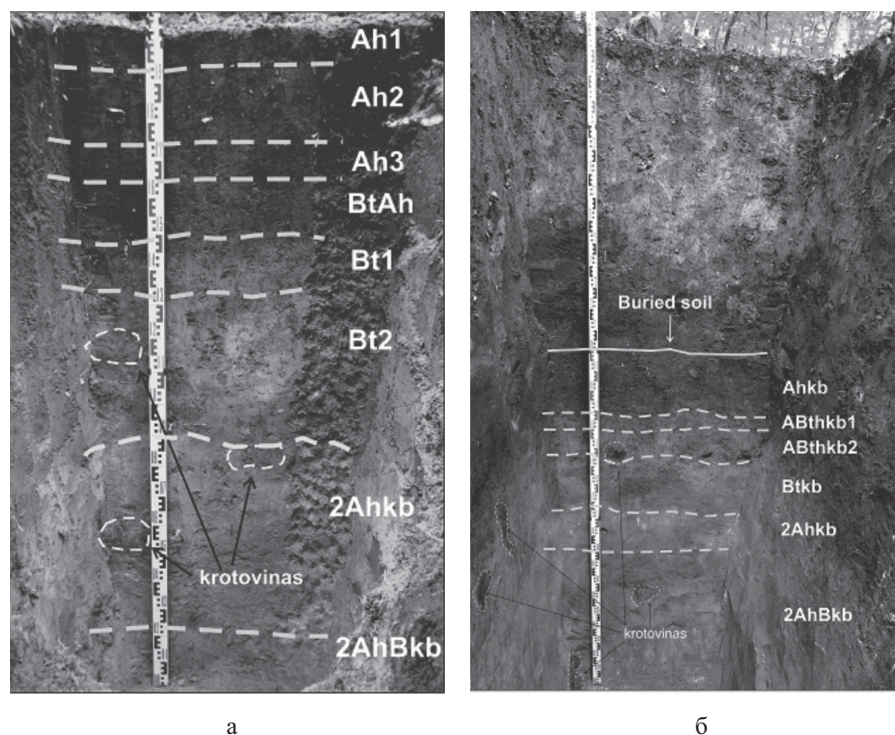 Ah1
Ah2
Ah3
BtAh
Bt1
Bt2
2Ahkb
krotovinas
2AhBkb
Buried soil
Ahkb
ABthkb1
ABthkb2
Btkb
2Ahkb
2AhBkb
krotovinas
а
б